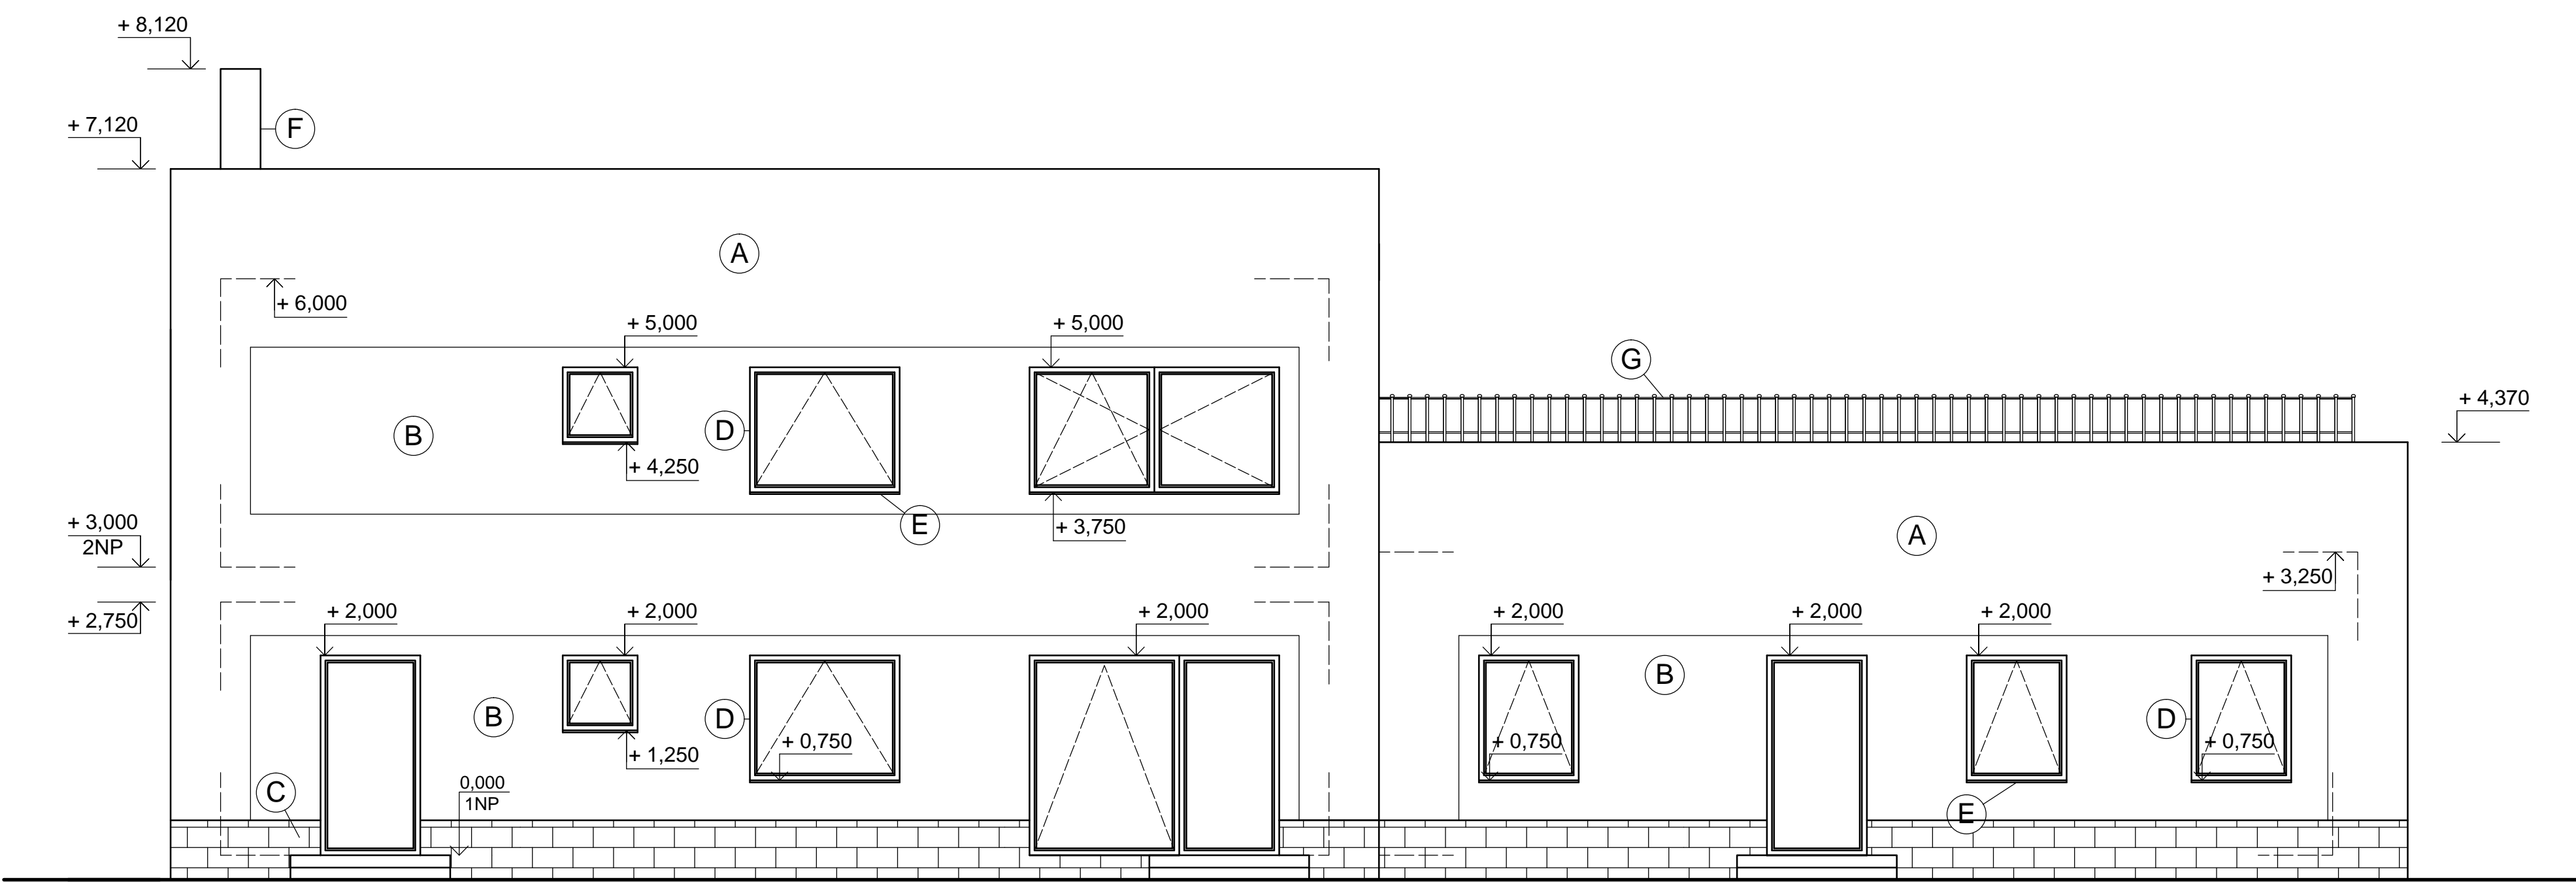 + 8,120
+ 7,120
F
A
+ 6,000
+ 5,000
+ 5,000
G
+ 4,370
B
D
+ 4,250
E
+ 3,750
+ 3,000
2NP
A
+ 3,250
+ 2,750
+ 2,000
+ 2,000
+ 2,000
+ 2,000
+ 2,000
+ 2,000
B
B
D
D
+ 1,250
+ 0,750
+ 0,750
+ 0,750
C
0,000
1NP
E